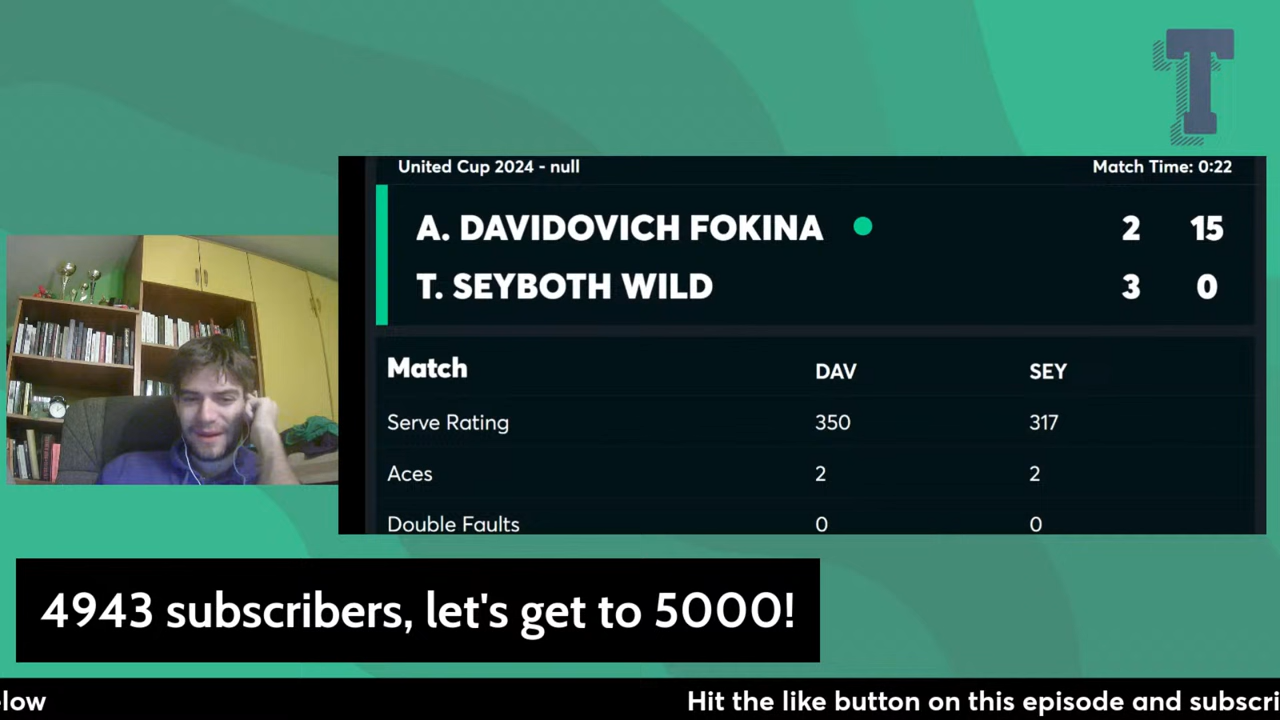 T
United Cup 2024 - null
Match Time: 0:22
A. DAVIDOVICH FOKINA 2 15
T. SEYBOTH WILD 3 0
Match DAV SEY
Serve Rating 350 317
Aces 2 2
Double Faults 0 0
4943 subscribers, let's get to 5000!
Hit the like button on this episode and